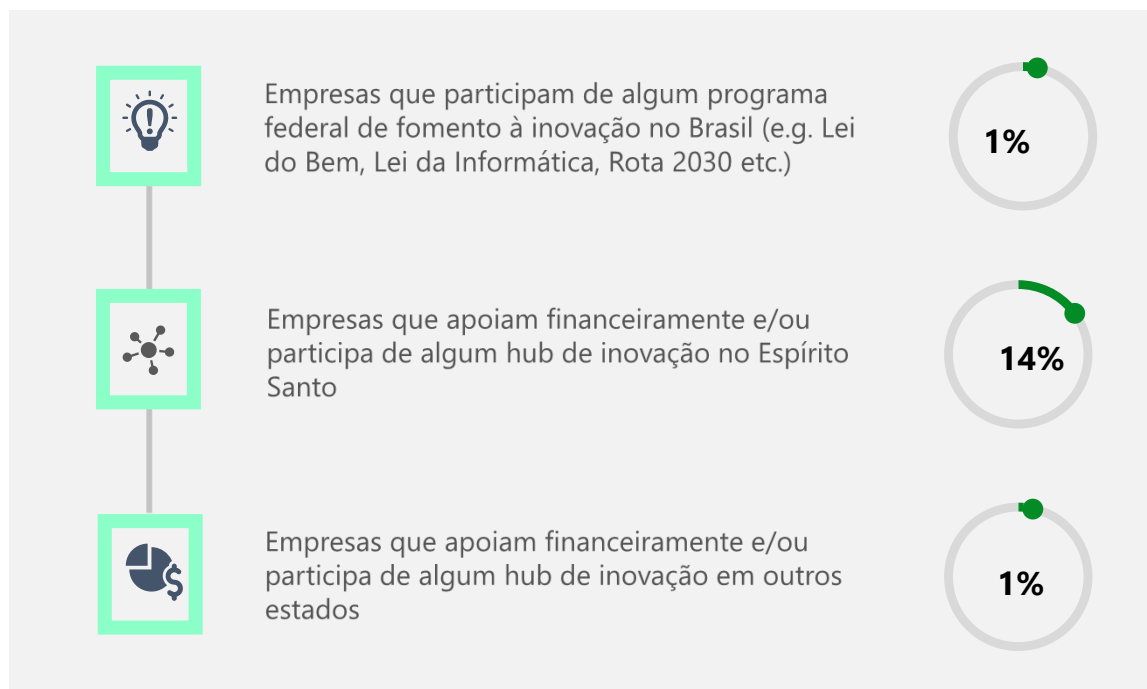 Empresas que participam de algum programa
federal de fomento à inovação no Brasil (e.g. Lei
do Bem, Lei da Informática, Rota 2030 etc.)
1%
Empresas que apoiam financeiramente e/ou
participa de algum hub de inovação no Espírito
Santo
14%
Empresas que apoiam financeiramente e/ou
participa de algum hub de inovação em outros
estados
1%